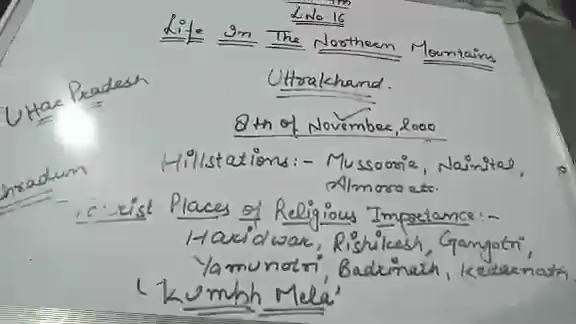 L No 16
Life In The Northern Mountains
Uttar Pradesh
Uttrakhand.
8th of November, 2000
Hillstations:- Mussoorie, Nainital,
Almora etc.
Places of Religious Importance:-
Haridwar, Rishikesh, Gangotri,
Yamunotri, Badrinath, Kedarnath
'Kumbh Mela'